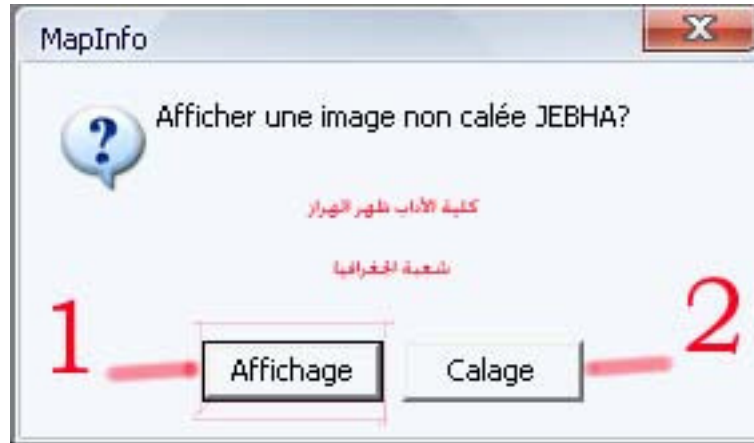 MapInfo
Afficher une image non calée JEBHA?
كلية الآداب ظهر المهراز
شعبة الجغرافيا
1 Affichage Calage 2